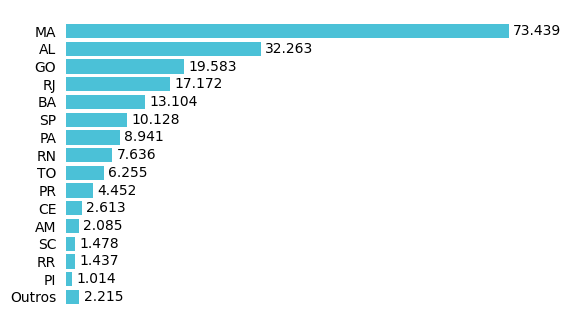 MA 73.439
AL 32.263
GO 19.583
RJ 17.172
BA 13.104
SP 10.128
PA 8.941
RN 7.636
TO 6.255
PR 4.452
CE 2.613
AM 2.085
SC 1.478
RR 1.437
PI 1.014
Outros 2.215